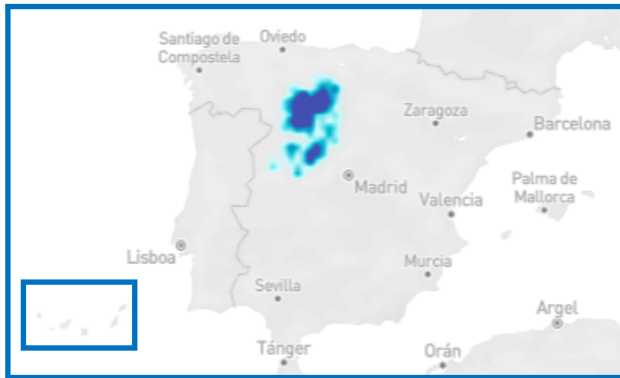 Oviedo
Santiago de
Compostela
Zaragoza
Barcelona
Madrid
Palma de
Mallorca
Valencia
Lisboa
Murcia
Sevilla
Argel
Tánger
Orán